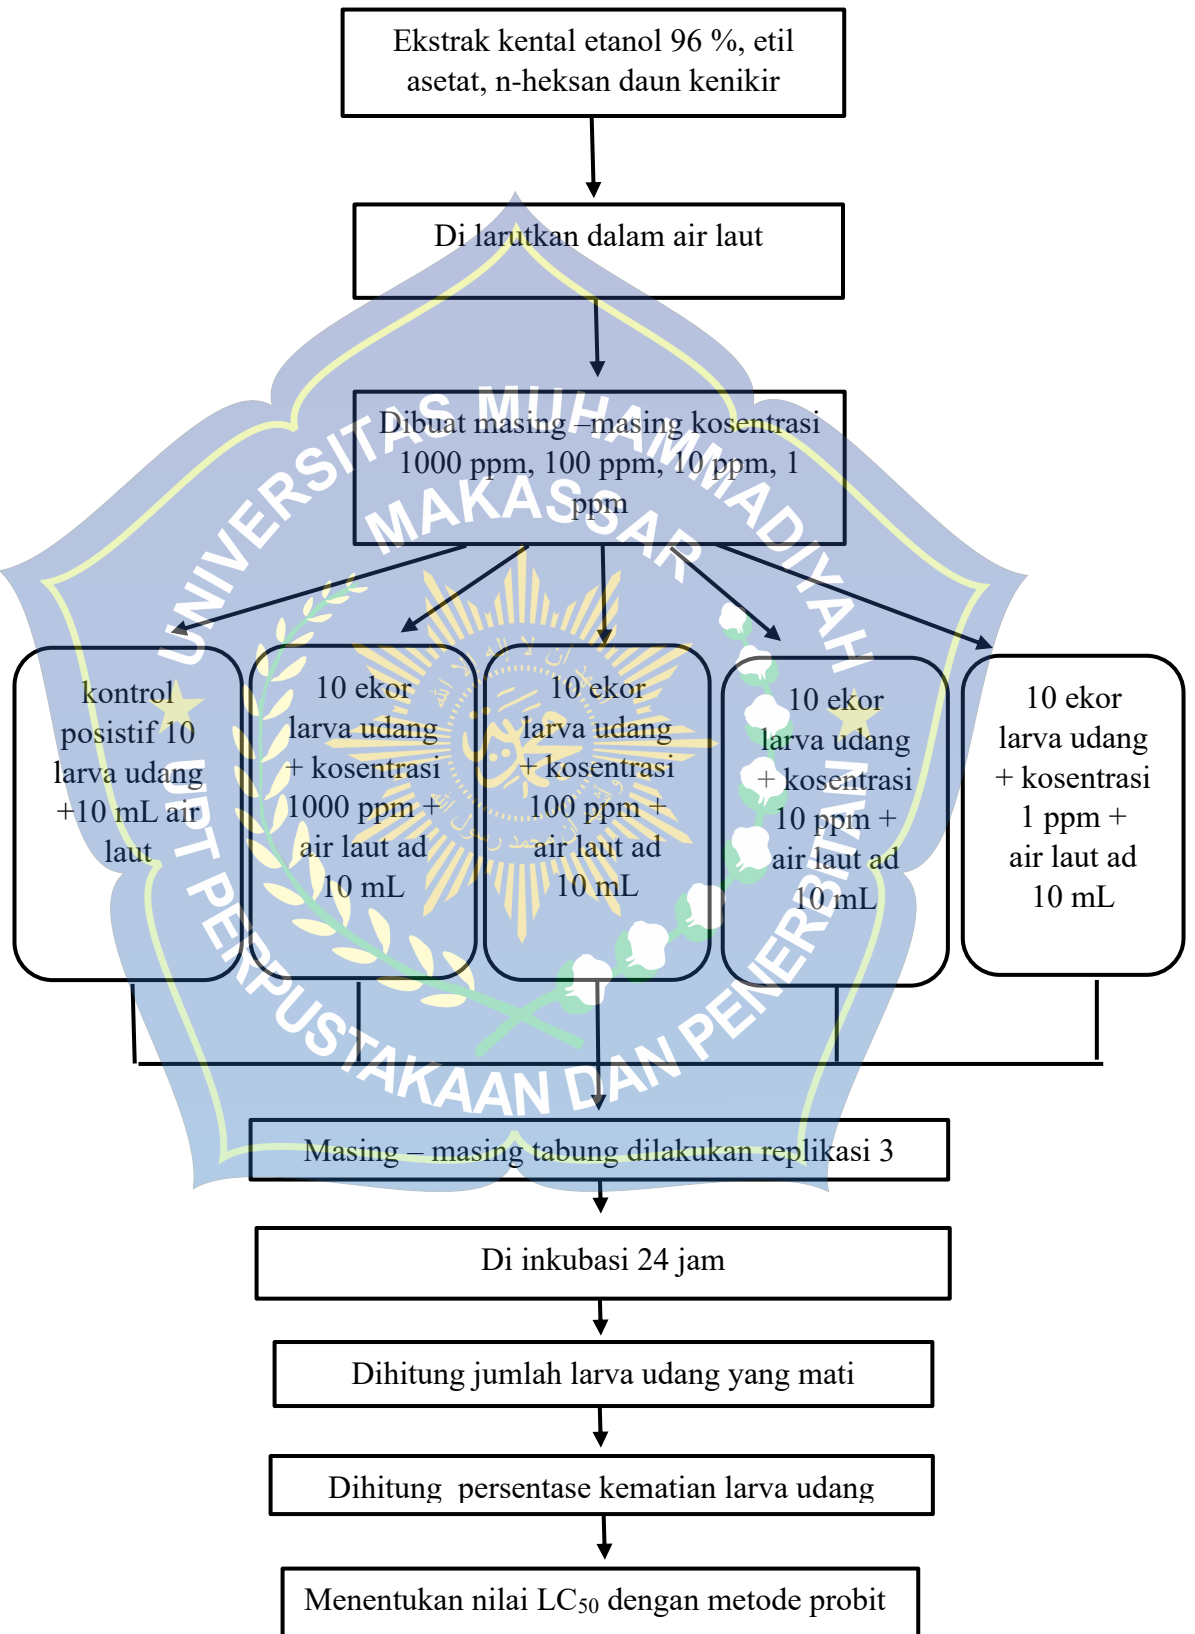 Ekstrak kental etanol 96 %, etil
asetat, n-heksan daun kenikir
Di larutkan dalam air laut
Dibuat masing –masing kosentrasi
1000 ppm, 100 ppm, 10 ppm, 1
ppm
UNIVERSITAS MUHAMMADIYAH
MAKASSAR
kontrol
posistif 10
larva udang
+10 mL air
laut
10 ekor
larva udang
+ kosentrasi
1000 ppm +
air laut ad
10 mL
10 ekor
larva udang
+ kosentrasi
100 ppm +
air laut ad
10 mL
10 ekor
larva udang
+ kosentrasi
10 ppm +
air laut ad
10 mL
10 ekor
larva udang
+ kosentrasi
1 ppm +
air laut ad
10 mL
UPT PERPUSTAKAAN DAN PENERBITAN
Masing – masing tabung dilakukan replikasi 3
Di inkubasi 24 jam
Dihitung jumlah larva udang yang mati
Dihitung  persentase kematian larva udang
Menentukan nilai LC₅₀ dengan metode probit